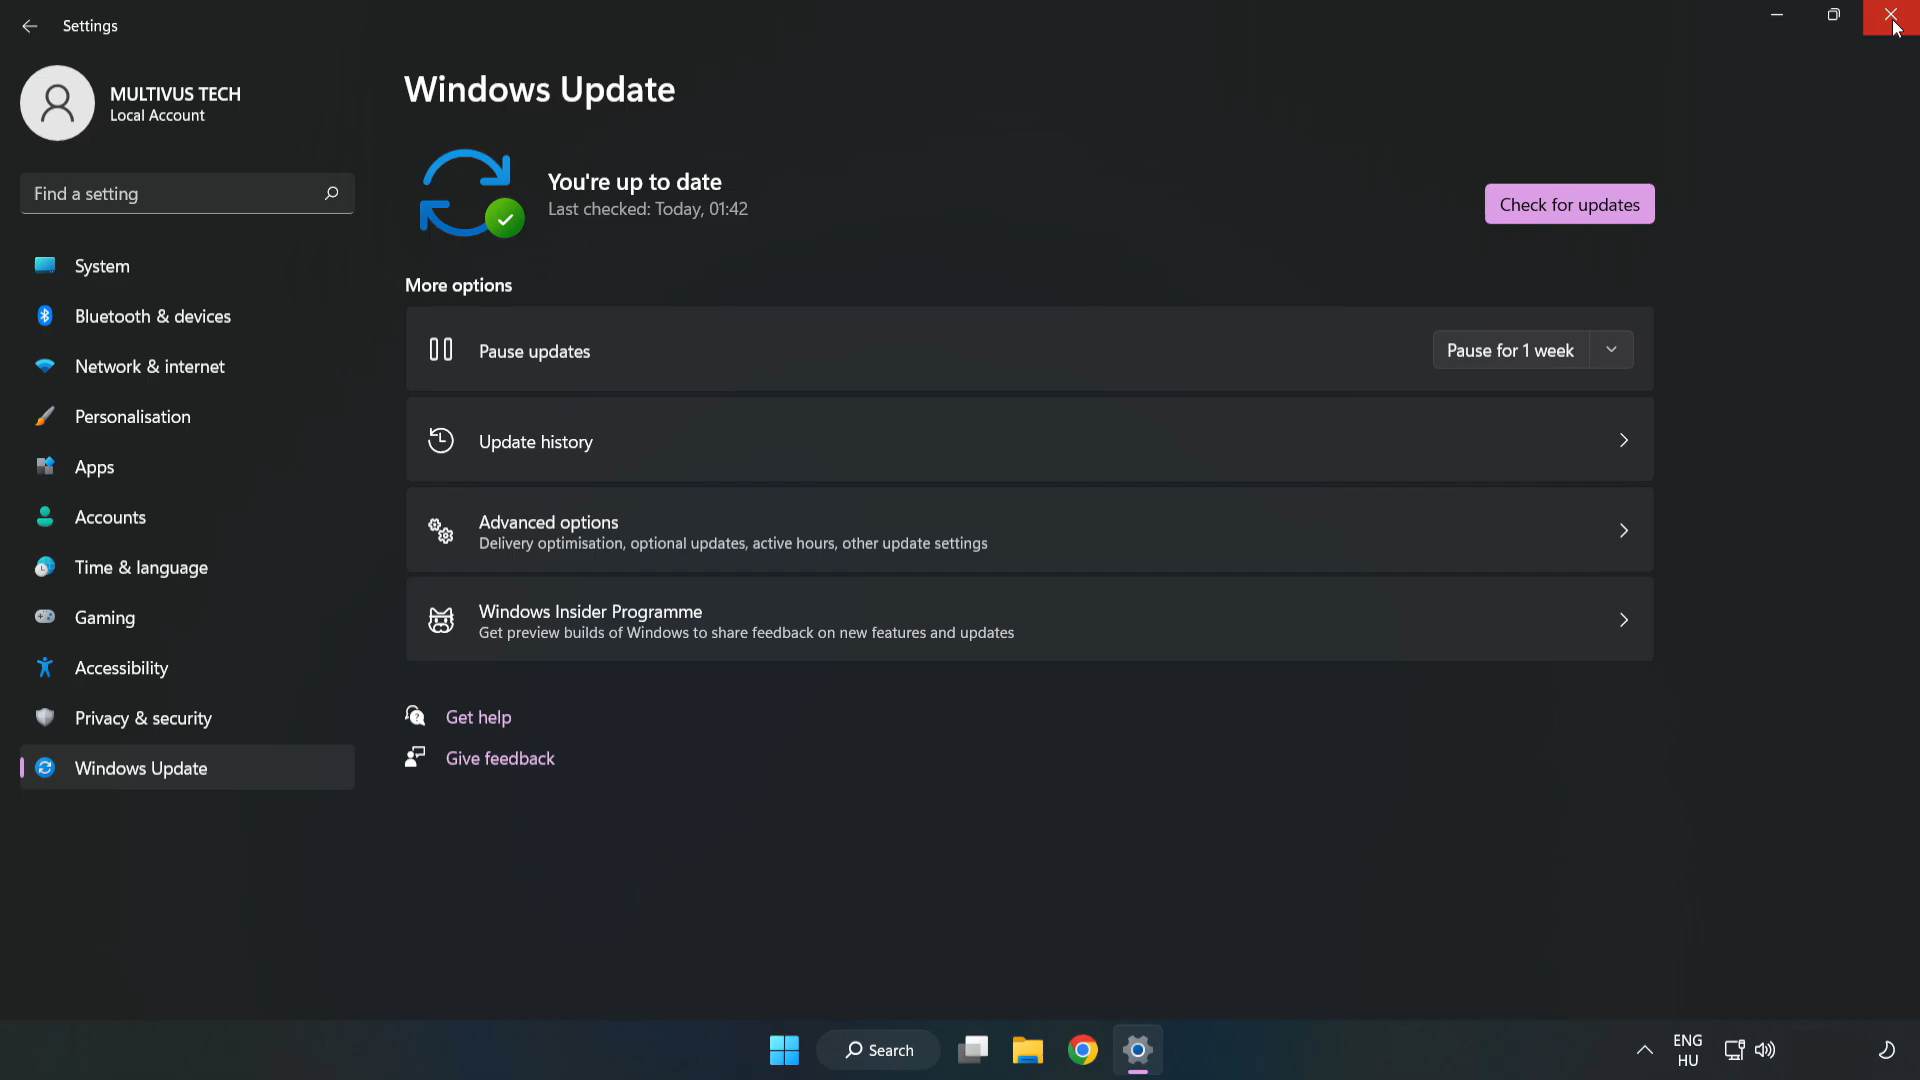 Settings
MULTIVUS TECH
Local Account
Find a setting
System
Bluetooth & devices
Network & internet
Personalisation
Apps
Accounts
Time & language
Gaming
Accessibility
Privacy & security
Windows Update
Windows Update
You're up to date
Last checked: Today, 01:42
Check for updates
More options
Pause updates
Pause for 1 week
Update history
Advanced options
Delivery optimisation, optional updates, active hours, other update settings
Windows Insider Programme
Get preview builds of Windows to share feedback on new features and updates
Get help
Give feedback
Search
ENG
HU